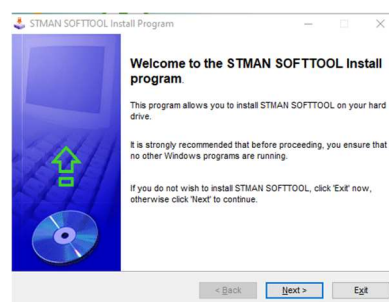 STMAN SOFTTOOL Install Program
Welcome to the STMAN SOFTTOOL Install
program.
This program allows you to install STMAN SOFTTOOL on your hard
drive.
It is strongly recommended that before proceeding, you ensure that
no other Windows programs are running.
If you do not wish to install STMAN SOFTTOOL, click 'Exit' now,
otherwise click 'Next' to continue.
< Back
Next >
Exit